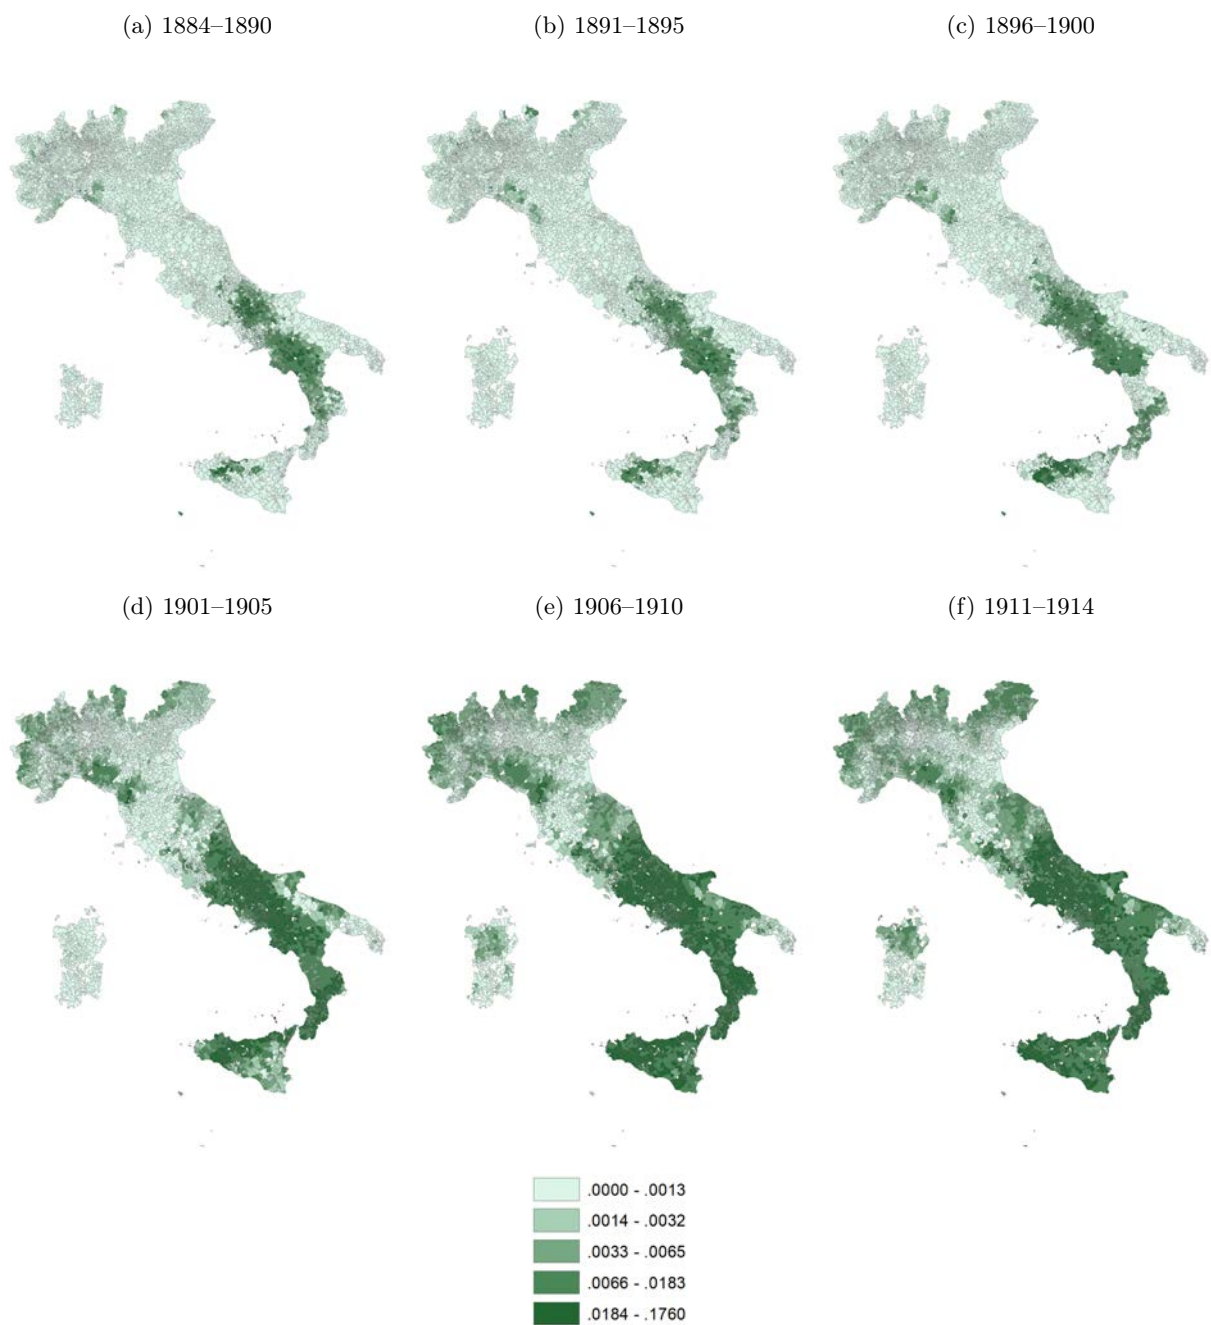 (a) 1884–1890
(b) 1891–1895
(c) 1896–1900
(d) 1901–1905
(e) 1906–1910
(f) 1911–1914
.0000 - .0013
.0014 - .0032
.0033 - .0065
.0066 - .0183
.0184 - .1760